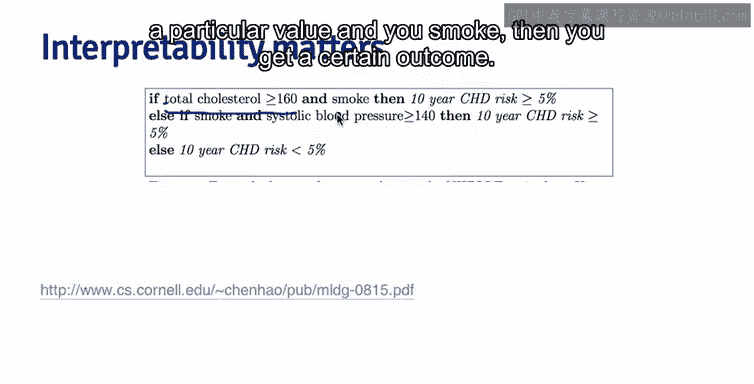 a particular value and you smoke, then you
get a certain outcome.
Interpretability matters
if total cholesterol ≥160 and smoke then 10 year CHD risk ≥ 5%
else if smoke and systolic blood pressure≥140 then 10 year CHD risk ≥
5%
else 10 year CHD risk < 5%
http://www.cs.cornell.edu/~chenhao/pub/mldg-0815.pdf